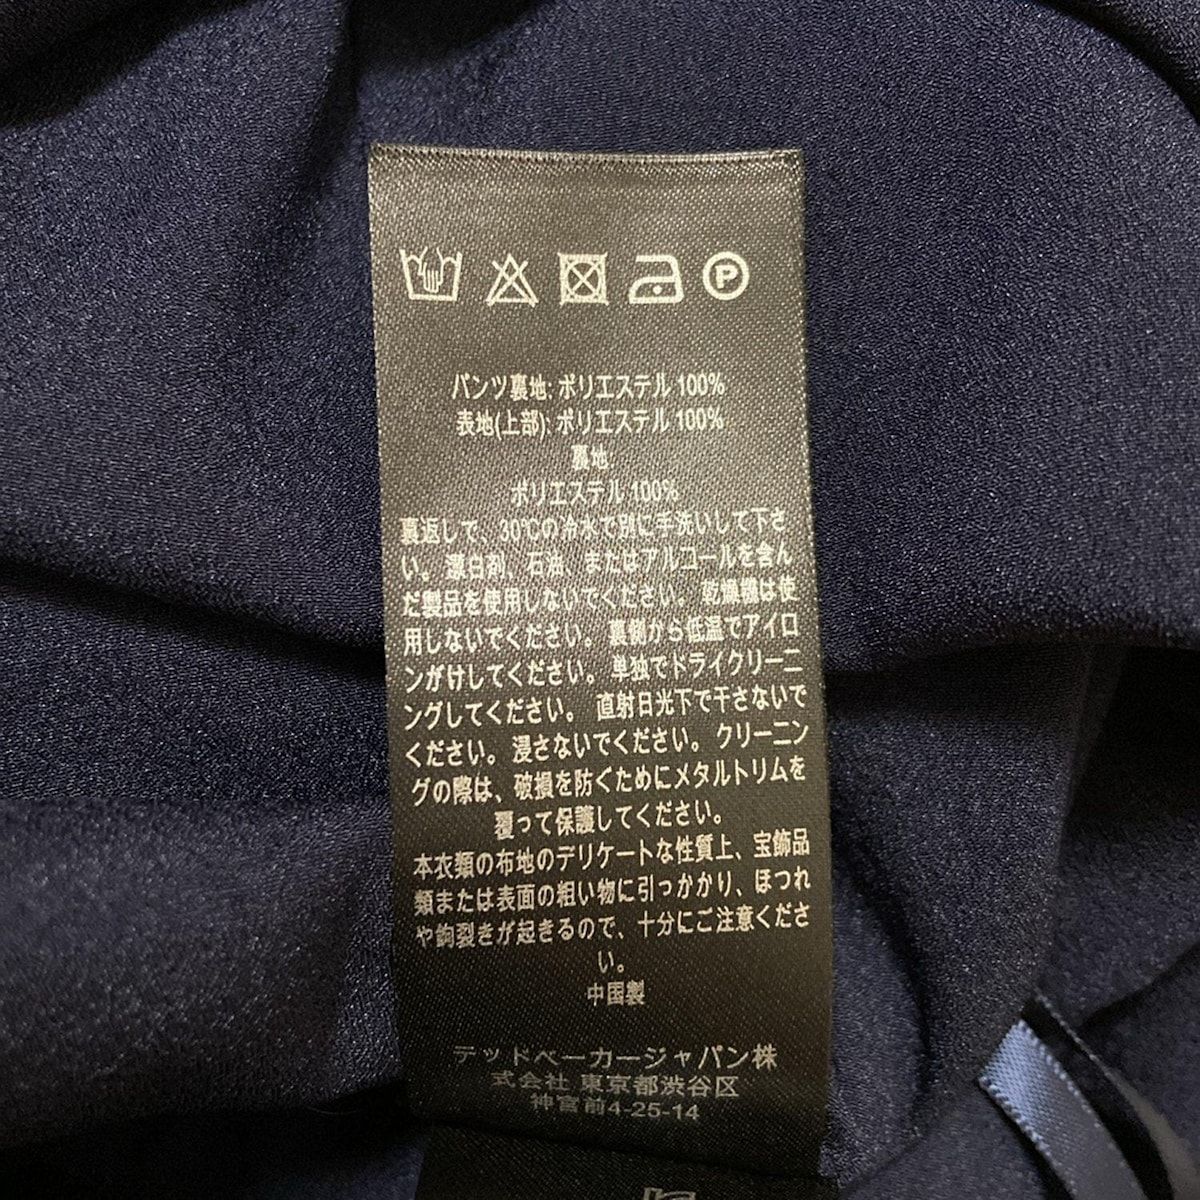 P
パンツ裏地: ポリエステル 100%
表地(上部): ポリエステル 100%
裏地
ポリエステル 100%
裏返しで、30℃の冷水で別に手洗いして下さ
い。 漂白剤、石油、またはアルコールを含ん
だ製品を使用しないでください。 乾燥機は使
用しないでください。 裏側から低温でアイロ
ンがけしてください。 単独でドライクリーニ
ングしてください。 直射日光下で干さないで
ください。 浸さないでください。 クリーニン
グの際は、破損を防ぐためにメタルトリムを
覆って保護してください。
本衣類の布地のデリケートな性質上、宝飾品
類または表面の粗い物に引っかかり、ほつれ
や鉤裂きが起きるので、十分にご注意くださ
い。
中国製
テッドベーカージャパン株
式会社 東京都渋谷区
神宮前4-25-14